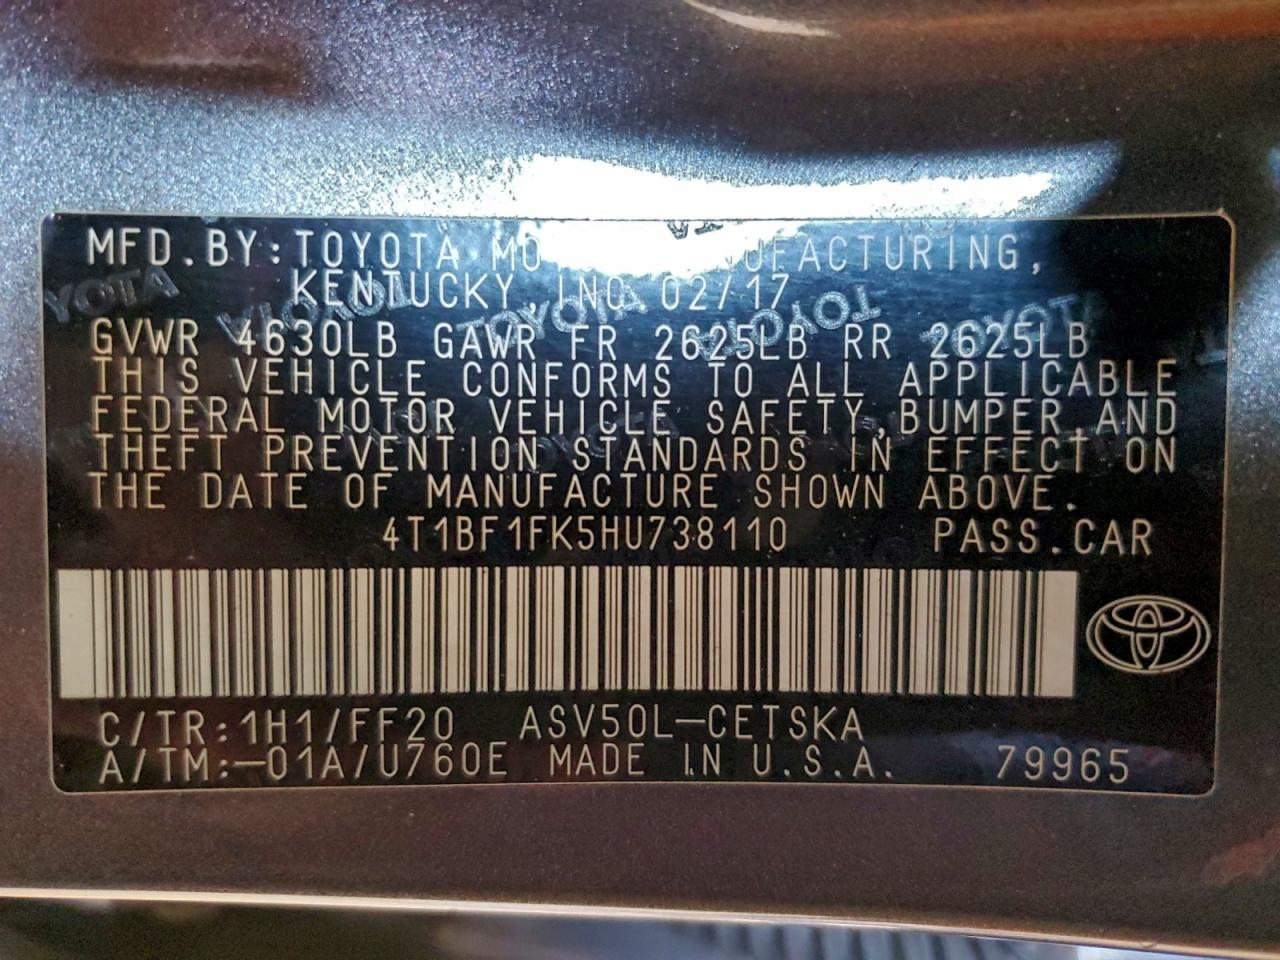 MFD.BY:TOYOTA MANUFACTURING,
KENTUCKY, INC 02/17
GVWR 4630LB GAWR FR 2625LB RR 2625LB
THIS VEHICLE CONFORMS TO ALL APPLICABLE
FEDERAL MOTOR VEHICLE SAFETY,BUMPER,AND
THEFT PREVENTION STANDARDS IN EFFECT ON
THE DATE OF MANUFACTURE SHOWN ABOVE.
4T1BF1FK5HU738110 PASS.CAR
C/TR:1H1/FF20 ASV50L-CETSKA
A/TM:-01A/U760E MADE IN U.S.A. 79965